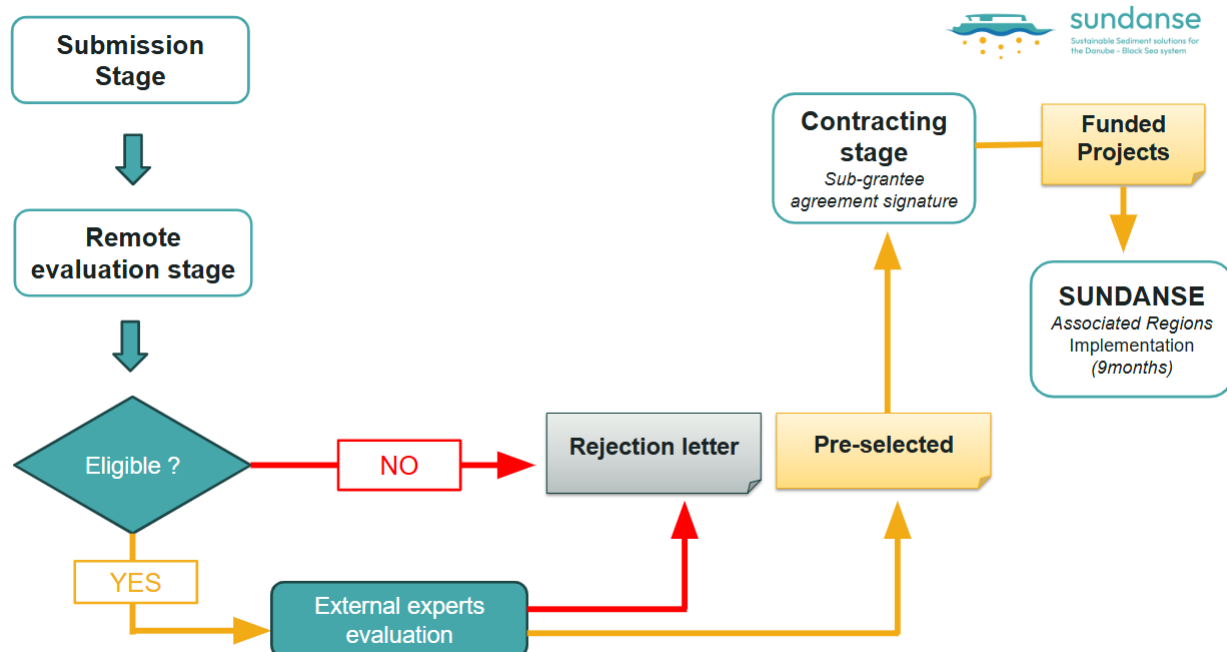 sundanse
Sustainable Sediment solutions for
the Danube - Black Sea system
Submission
Stage
Remote
evaluation stage
Eligible ?
NO
YES
External experts
evaluation
Rejection letter
Pre-selected
Contracting
stage
Sub-grantee
agreement signature
Funded
Projects
SUNDANSE
Associated Regions
Implementation
(9months)